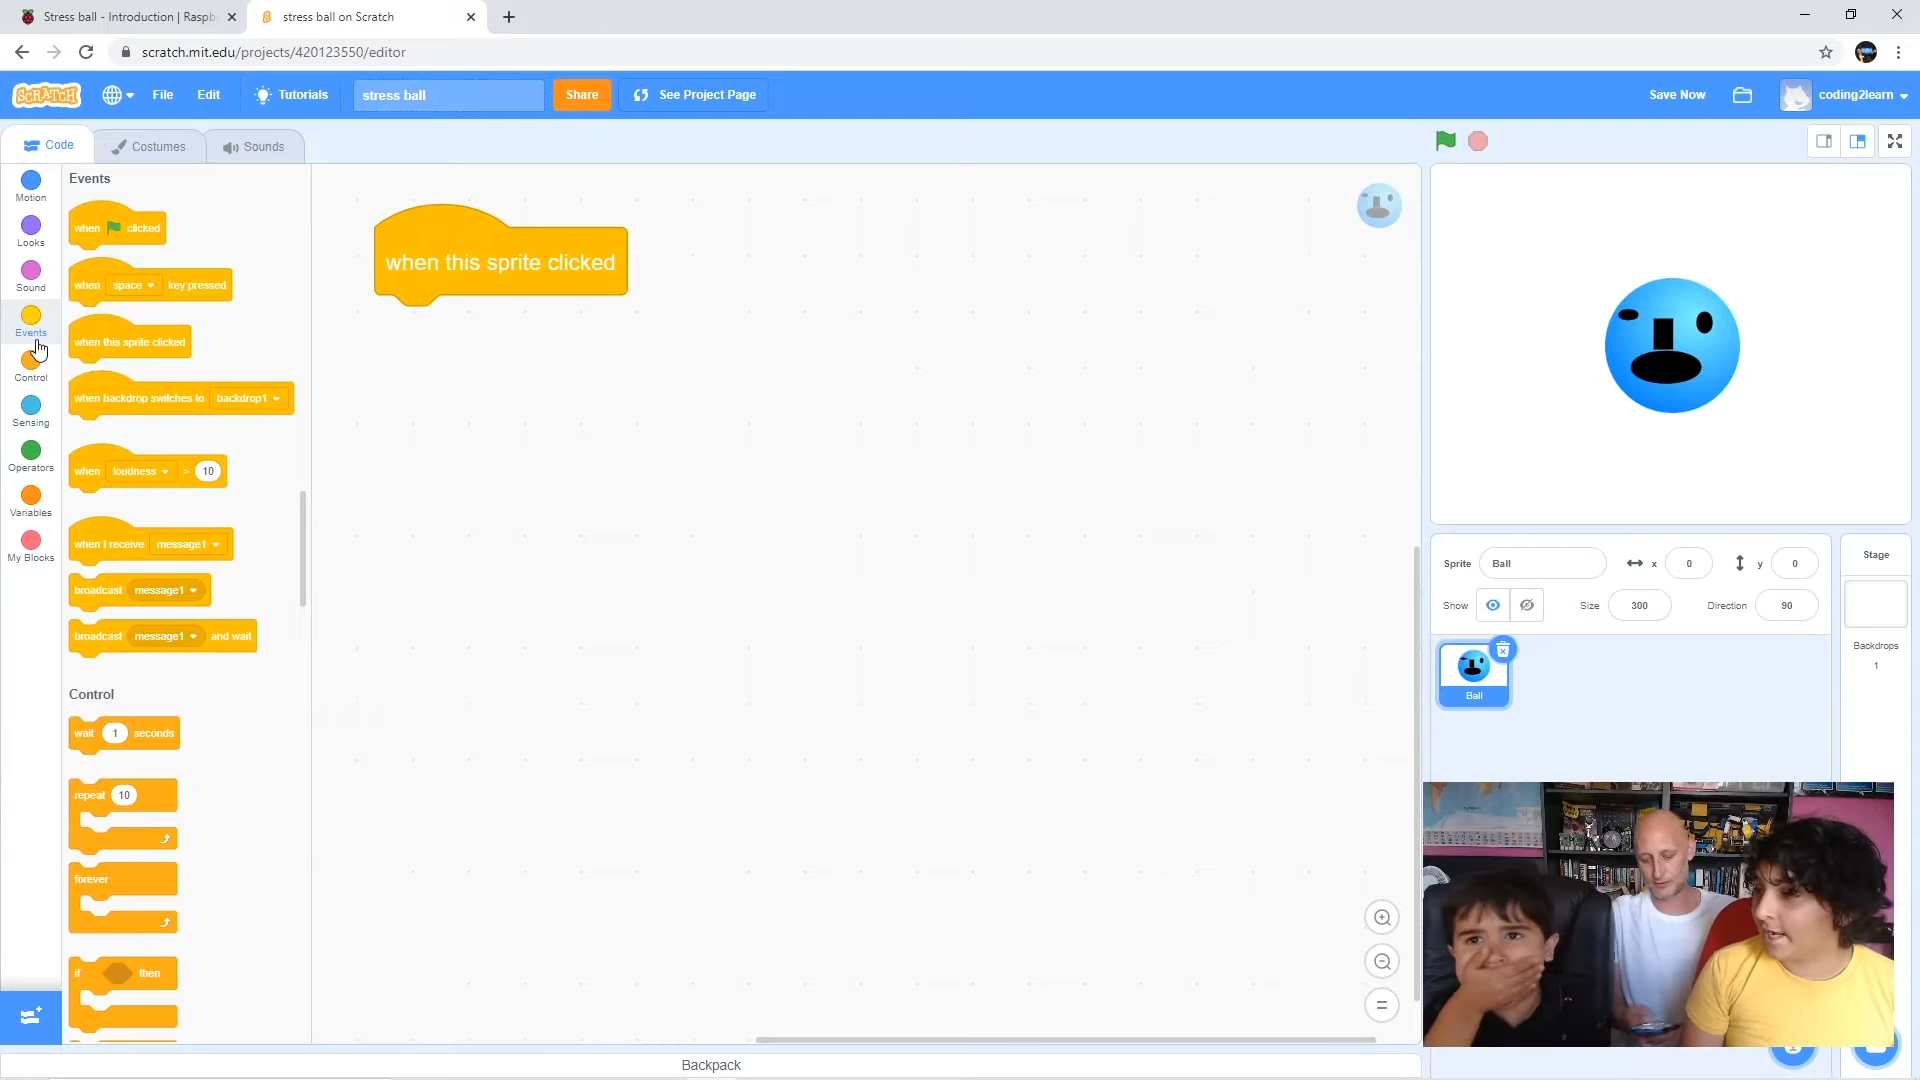 Stress ball - Introduction | Raspb
stress ball on Scratch
scratch.mit.edu/projects/420123550/editor
SCRATCH
File
Edit
Tutorials
stress ball
Share
See Project Page
Save Now
coding2learn
Code
Costumes
Sounds
Motion
Looks
Sound
Events
Control
Sensing
Operators
Variables
My Blocks
Events
when clicked
when space key pressed
when this sprite clicked
when backdrop switches to backdrop1
when loudness > 10
when I receive message1
broadcast message1
broadcast message1 and wait
Control
wait 1 seconds
repeat 10
forever
if then
when this sprite clicked
Sprite Ball x 0 y 0
Show Size 300 Direction 90
Ball
Stage
Backdrops
1
Backpack